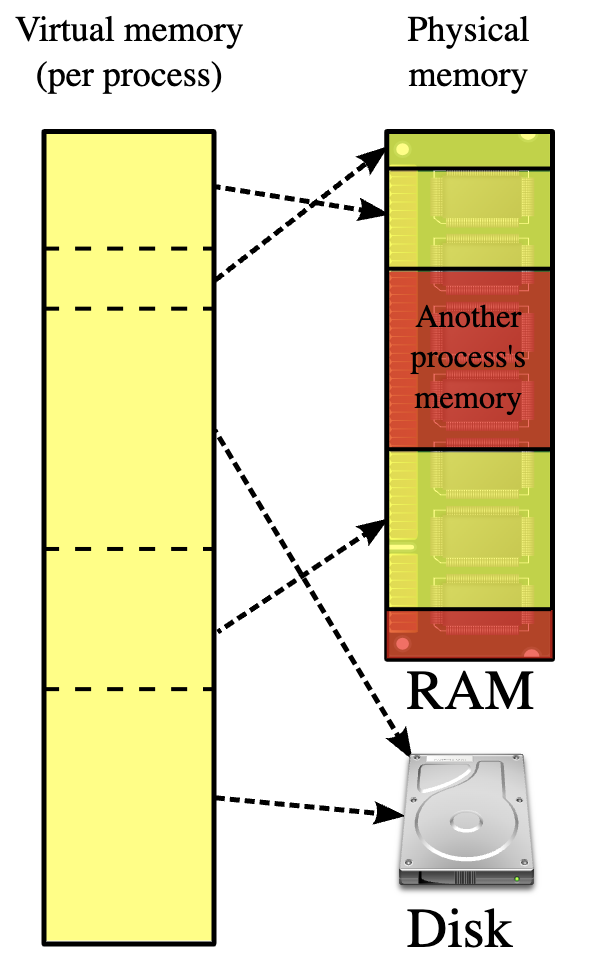 Virtual memory
(per process)
Physical
memory
Another
process's
memory
RAM
Disk